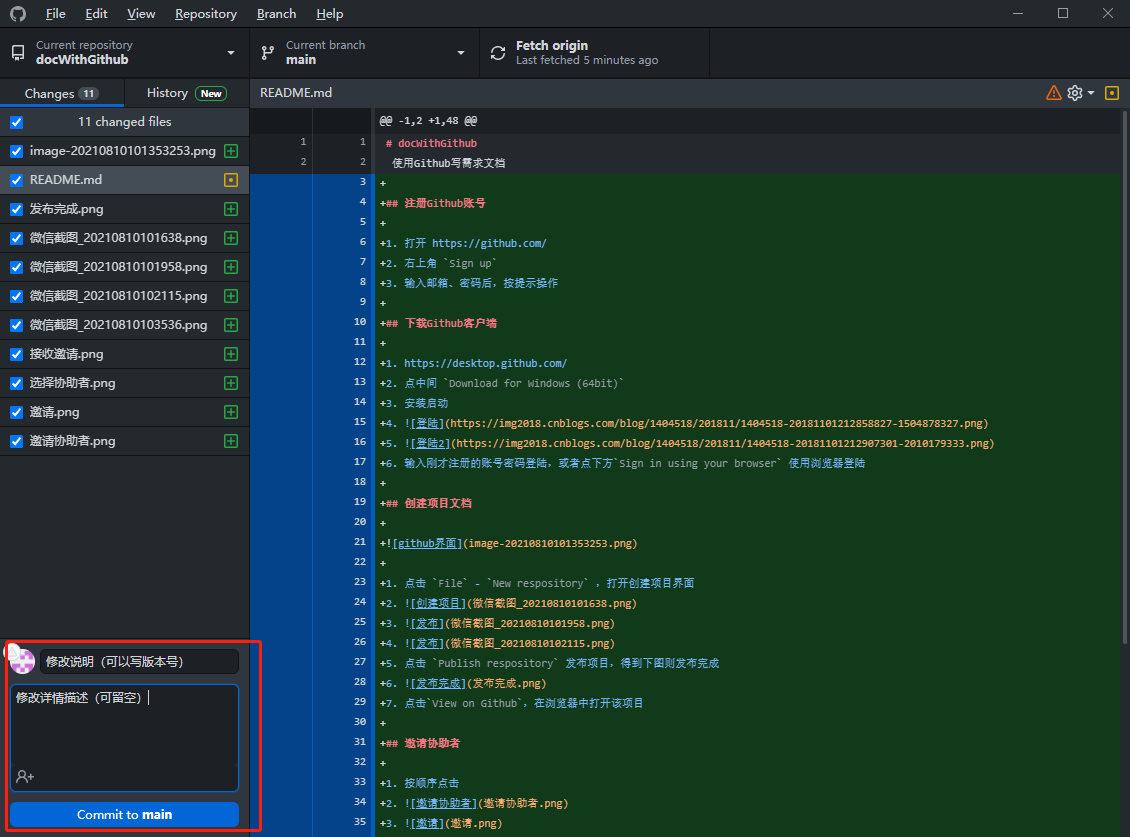 File Edit View Repository Branch Help
Current repository
docWithGithub
Current branch
main
Fetch origin
Last fetched 5 minutes ago
Changes 11
History New
README.md
11 changed files
image-20210810101353253.png
README.md
发布完成.png
微信截图_20210810101638.png
微信截图_20210810101958.png
微信截图_20210810102115.png
微信截图_20210810103536.png
接收邀请.png
选择协助者.png
邀请.png
邀请协助者.png
修改说明（可以写版本号）
修改详情描述（可留空）
Commit to main
@@ -1,2 +1,48 @@
1 1 # docWithGithub
2 2 使用Github写需求文档
3 +
4 +## 注册Github账号
5 +
6 +1. 打开 https://github.com/
7 +2. 右上角 `Sign up`
8 +3. 输入邮箱、密码后，按提示操作
9 +
10 +## 下载Github客户端
11 +
12 +1. https://desktop.github.com/
13 +2. 点中间 `Download for Windows (64bit)`
14 +3. 安装启动
15 +4. ![登陆](https://img2018.cnblogs.com/blog/1404518/201811/1404518-20181101212858827-1504878327.png)
16 +5. ![登陆2](https://img2018.cnblogs.com/blog/1404518/201811/1404518-20181101212907301-2010179333.png)
17 +6. 输入刚才注册的账号密码登陆，或者点下方`Sign in using your browser` 使用浏览器登陆
18 +
19 +## 创建项目文档
20 +
21 +![github界面](image-20210810101353253.png)
22 +
23 +1. 点击 `File` - `New respository` ，打开创建项目界面
24 +2. ![创建项目](微信截图_20210810101638.png)
25 +3. ![发布](微信截图_20210810101958.png)
26 +4. ![发布](微信截图_20210810102115.png)
27 +5. 点击 `Publish respository` 发布项目，得到下图则发布完成
28 +6. ![发布完成](发布完成.png)
29 +7. 点击`View on Github`，在浏览器中打开该项目
30 +
31 +## 邀请协助者
32 +
33 +1. 按顺序点击
34 +2. ![邀请协助者](邀请协助者.png)
35 +3. ![邀请](邀请.png)